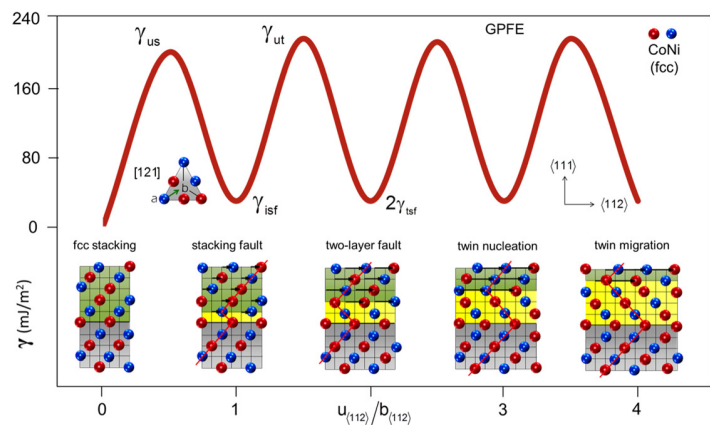 240
GPFE
γus
γut
CoNi
(fcc)
160
[121]
a
b
⟨111⟩
⟨112⟩
80
γisf
2γtsf
0
fcc stacking
stacking fault
two-layer fault
twin nucleation
twin migration
γ (mJ/m²)
0
1
3
4
u⟨112⟩/b⟨112⟩